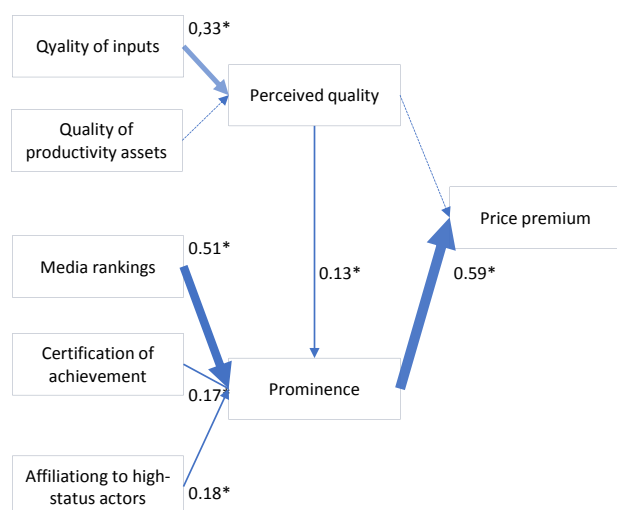 0,33*
Qyality of inputs
Perceived quality
Quality of
productivity assets
Price premium
0.51*
Media rankings
0.13*
0.59*
Certification of
achievement
Prominence
0.17*
Affiliationg to high-
status actors
0.18*